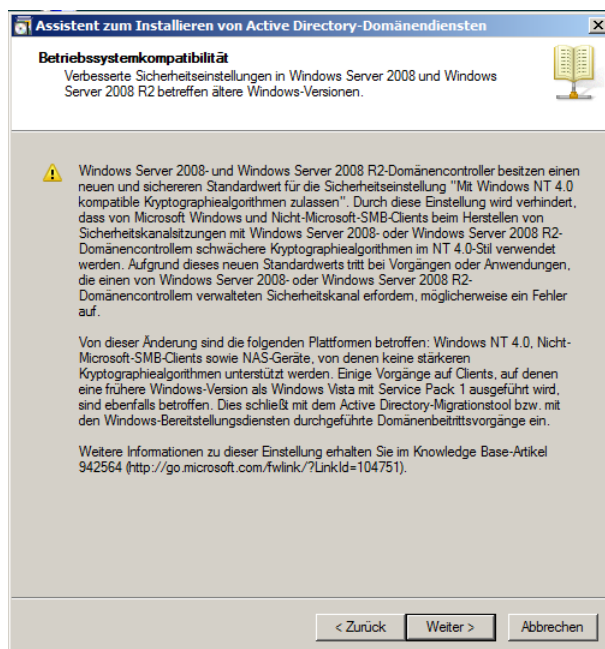 Assistent zum Installieren von Active Directory-Domänendiensten
Betriebssystemkompatibilität
Verbesserte Sicherheitseinstellungen in Windows Server 2008 und Windows
Server 2008 R2 betreffen ältere Windows-Versionen.
Windows Server 2008- und Windows Server 2008 R2-Domänencontroller besitzen einen
neuen und sichereren Standardwert für die Sicherheitseinstellung "Mit Windows NT 4.0
kompatible Kryptographiealgorithmen zulassen". Durch diese Einstellung wird verhindert,
dass von Microsoft Windows und Nicht-Microsoft-SMB-Clients beim Herstellen von
Sicherheitskanalsitzungen mit Windows Server 2008- oder Windows Server 2008 R2-
Domänencontrollern schwächere Kryptographiealgorithmen im NT 4.0-Stil verwendet
werden. Aufgrund dieses neuen Standardwerts tritt bei Vorgängen oder Anwendungen,
die einen von Windows Server 2008- oder Windows Server 2008 R2-
Domänencontrollern verwalteten Sicherheitskanal erfordern, möglicherweise ein Fehler
auf.
Von dieser Änderung sind die folgenden Plattformen betroffen: Windows NT 4.0, Nicht-
Microsoft-SMB-Clients sowie NAS-Geräte, von denen keine stärkeren
Kryptographiealgorithmen unterstützt werden. Einige Vorgänge auf Clients, auf denen
eine frühere Windows-Version als Windows Vista mit Service Pack 1 ausgeführt wird,
sind ebenfalls betroffen. Dies schließt mit dem Active Directory-Migrationstool bzw. mit
den Windows-Bereitstellungsdiensten durchgeführte Domänenbeitrittsvorgänge ein.
Weitere Informationen zu dieser Einstellung erhalten Sie im Knowledge Base-Artikel
942564 (http://go.microsoft.com/fwlink/?LinkId=104751).
< Zurück Weiter > Abbrechen